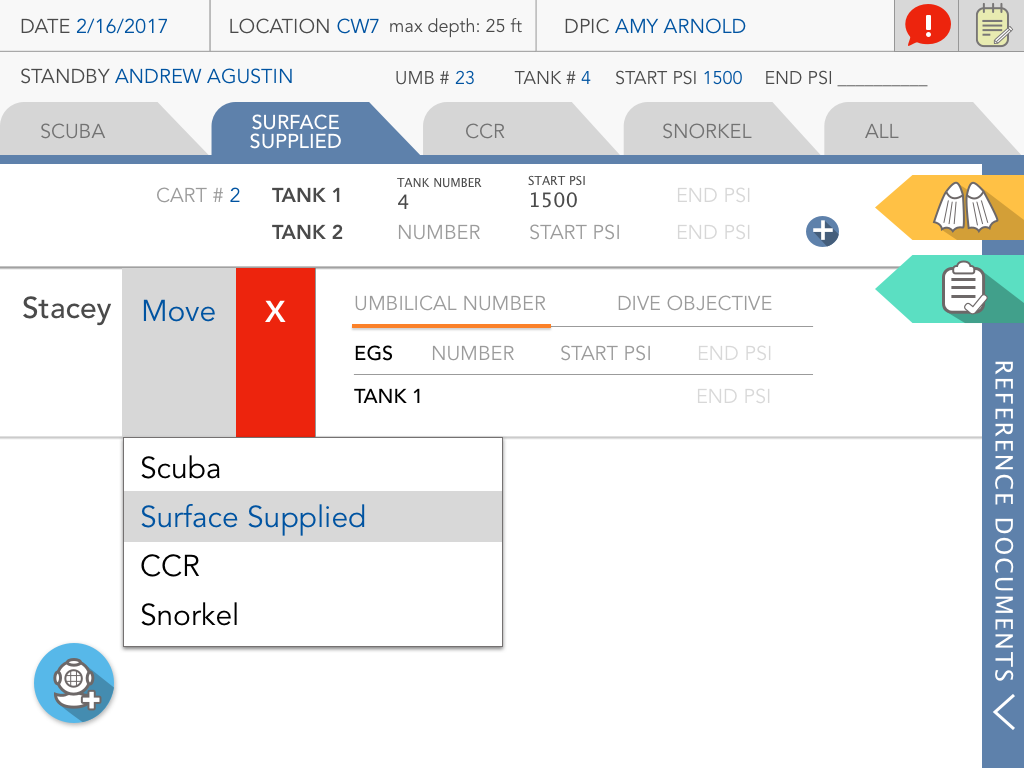 DATE 2/16/2017 LOCATION CW7 max depth: 25 ft DPIC AMY ARNOLD !
STANDBY ANDREW AGUSTIN UMB # 23 TANK # 4 START PSI 1500 END PSI _________
SCUBA SURFACE SUPPLIED CCR SNORKEL ALL
CART # 2 TANK 1 TANK NUMBER 4 START PSI 1500 END PSI
TANK 2 NUMBER START PSI END PSI
Stacey Move X UMBILICAL NUMBER DIVE OBJECTIVE
EGS NUMBER START PSI END PSI
TANK 1 END PSI
Scuba
Surface Supplied
CCR
Snorkel
REFERENCE DOCUMENTS